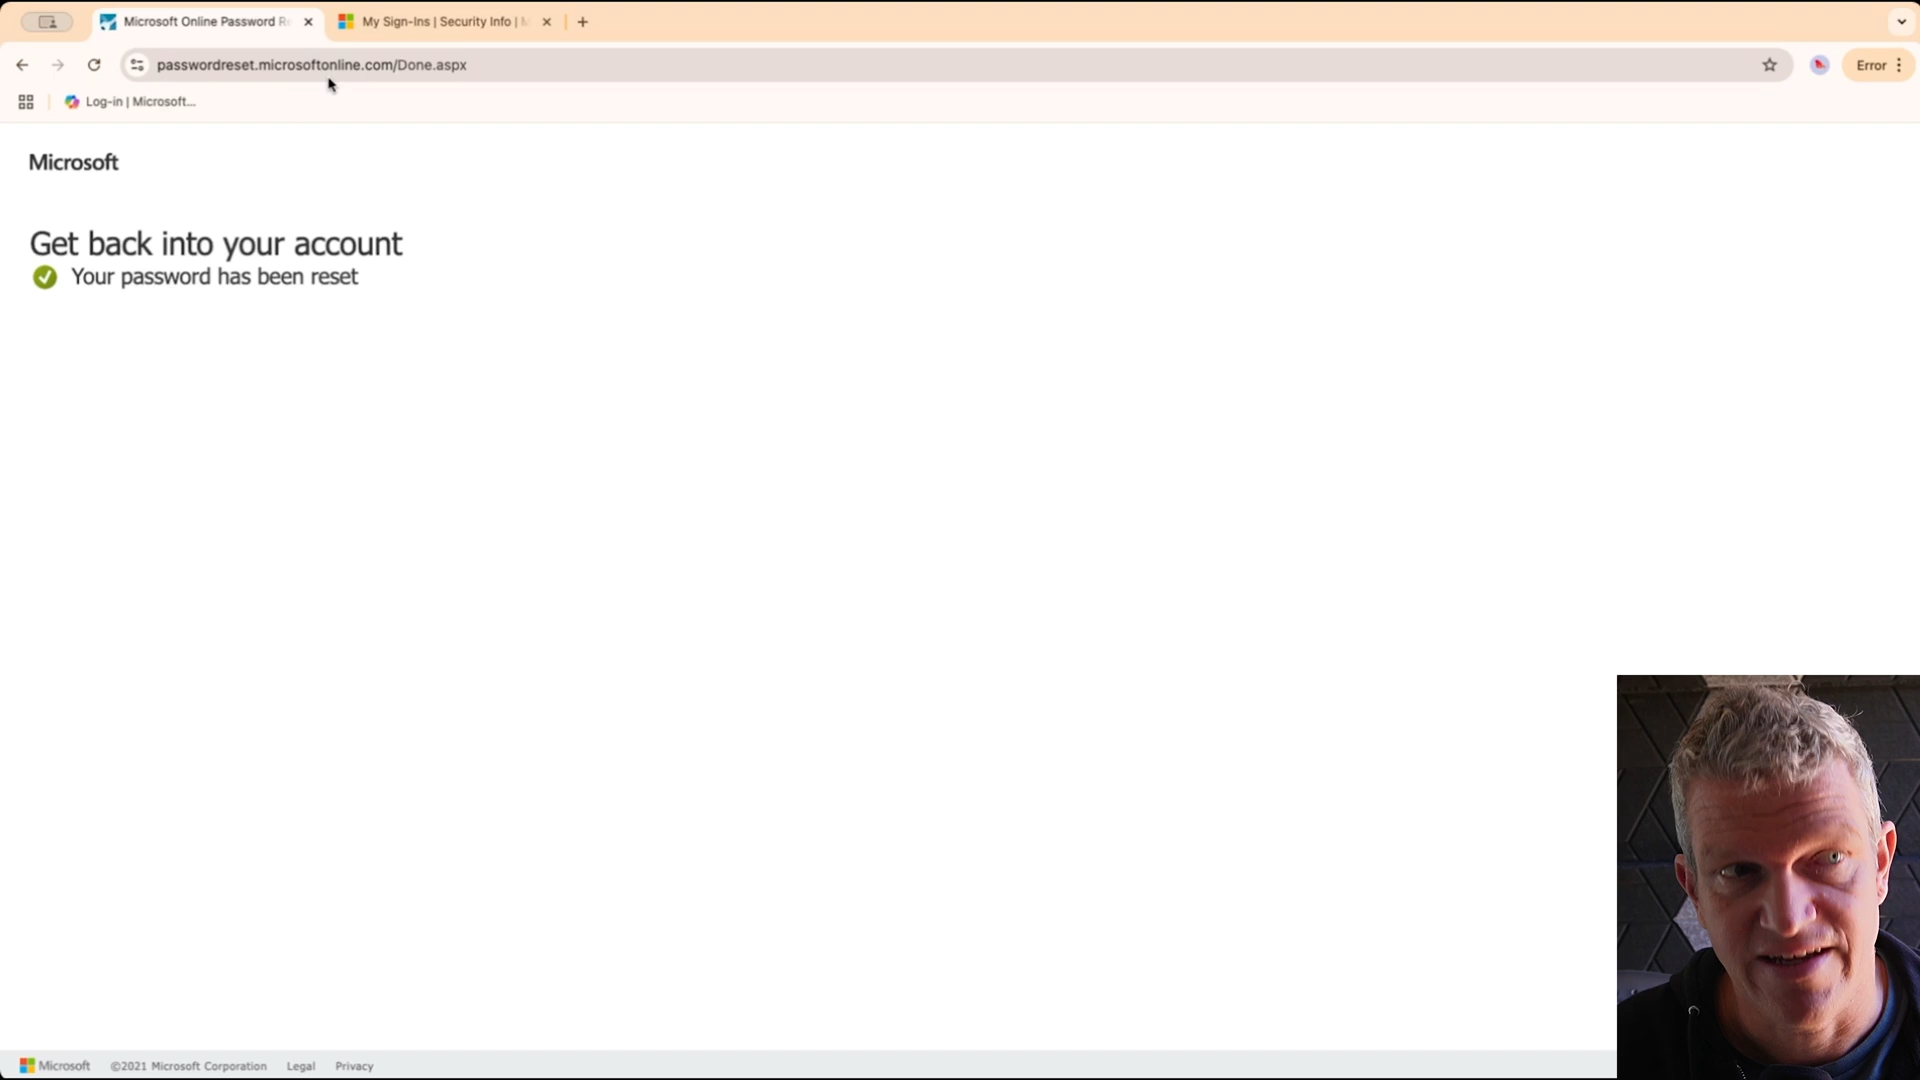 Microsoft Online Password Re
My Sign-Ins | Security Info | M
passwordreset.microsoftonline.com/Done.aspx
Error
Log-in | Microsoft...
Microsoft
Get back into your account
Your password has been reset
Microsoft
©2021 Microsoft Corporation
Legal
Privacy